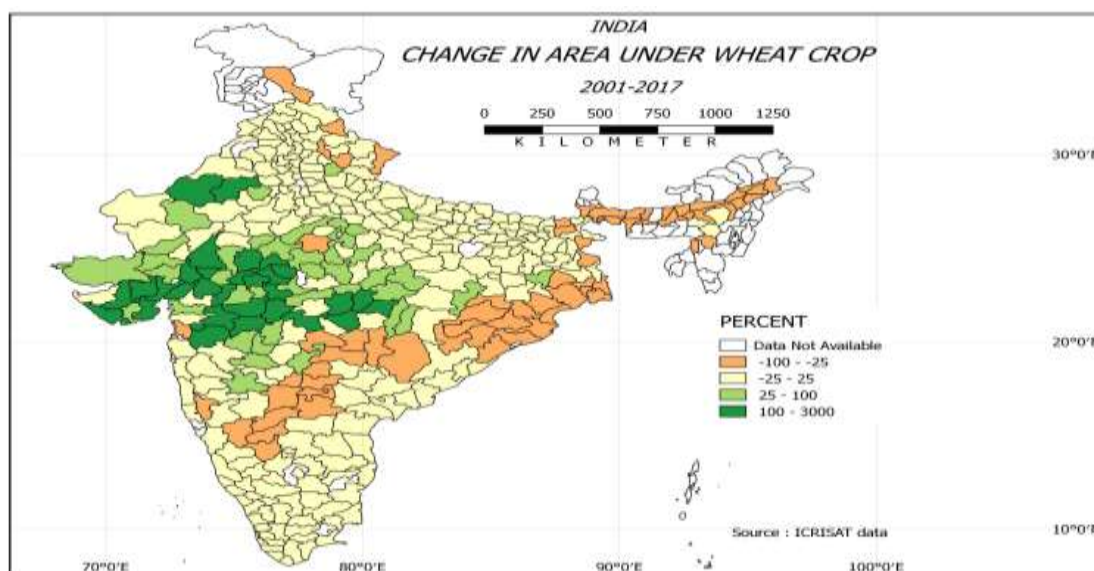 INDIA
CHANGE IN AREA UNDER WHEAT CROP
2001-2017
0 250 500 750 1000 1250
K I L O M E T E R
30°0'N
20°0'N
10°0'N
PERCENT
Data Not Available
-100 - -25
-25 - 25
25 - 100
100 - 3000
Source : ICRISAT data
70°0'E 80°0'E 90°0'E 100°0'E